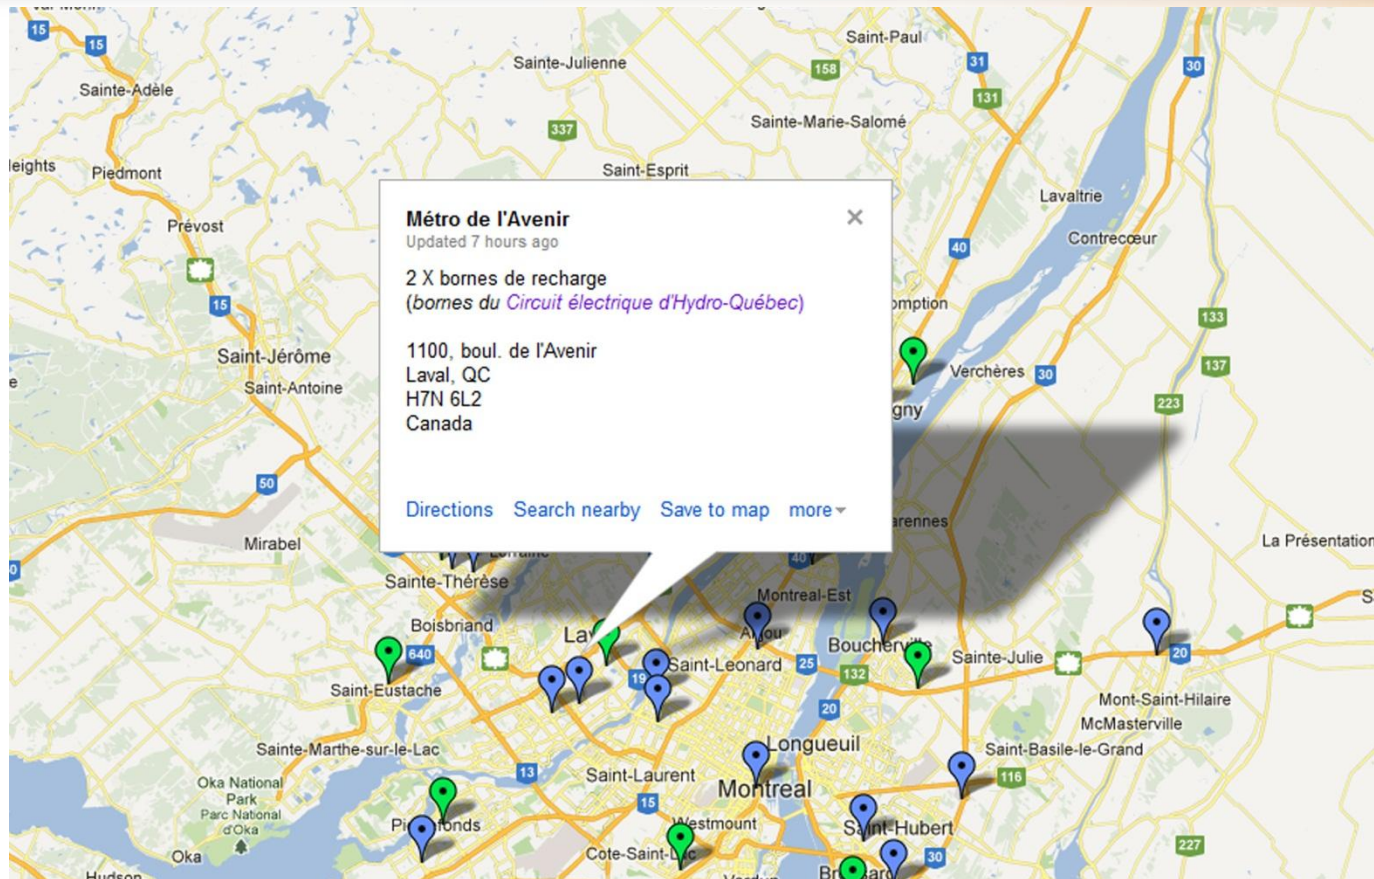 15
15
Sainte-Adèle
Sainte-Julienne
Saint-Paul
158
31
131
30
337
Sainte-Marie-Salomé
Saint-Esprit
Piedmont
Prévost
Lavaltrie
Contrecœur
40
15
Saint-Jérôme
Saint-Antoine
Métro de l'Avenir
Updated 7 hours ago
2 X bornes de recharge
(bornes du Circuit électrique d'Hydro-Québec)
1100, boul. de l'Avenir
Laval, QC
H7N 6L2
Canada
Directions Search nearby Save to map more
133
137
Verchères
30
223
50
Mirabel
La Présentation
40
Sainte-Thérèse
Montreal-Est
Boisbriand
640
Saint-Leonard
25
132
Sainte-Julie
20
19
Saint-Eustache
20
Mont-Saint-Hilaire
McMasterville
Sainte-Marthe-sur-le-Lac
Longueuil
Saint-Basile-le-Grand
13
Saint-Laurent
116
Oka National
Park
Parc National
d'Oka
15
Montreal
Westmount
Saint-Hubert
227
Oka
30
Hudson